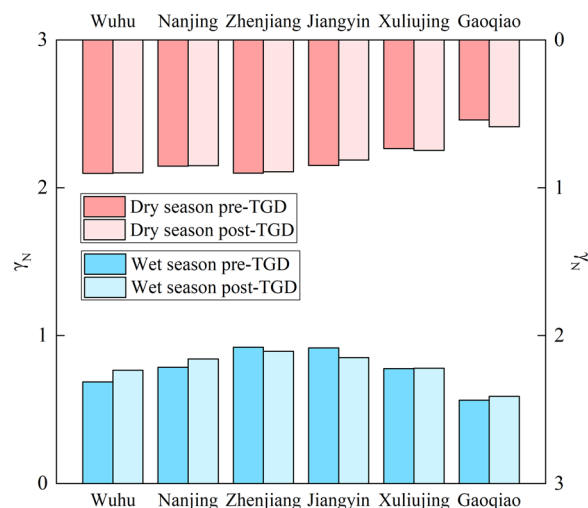 Wuhu Nanjing Zhenjiang Jiangyin Xuliujing Gaoqiao
3 0
2 1
Dry season pre-TGD
Dry season post-TGD
γN γN
Wet season pre-TGD
Wet season post-TGD
1 2
0 3
Wuhu Nanjing Zhenjiang Jiangyin Xuliujing Gaoqiao